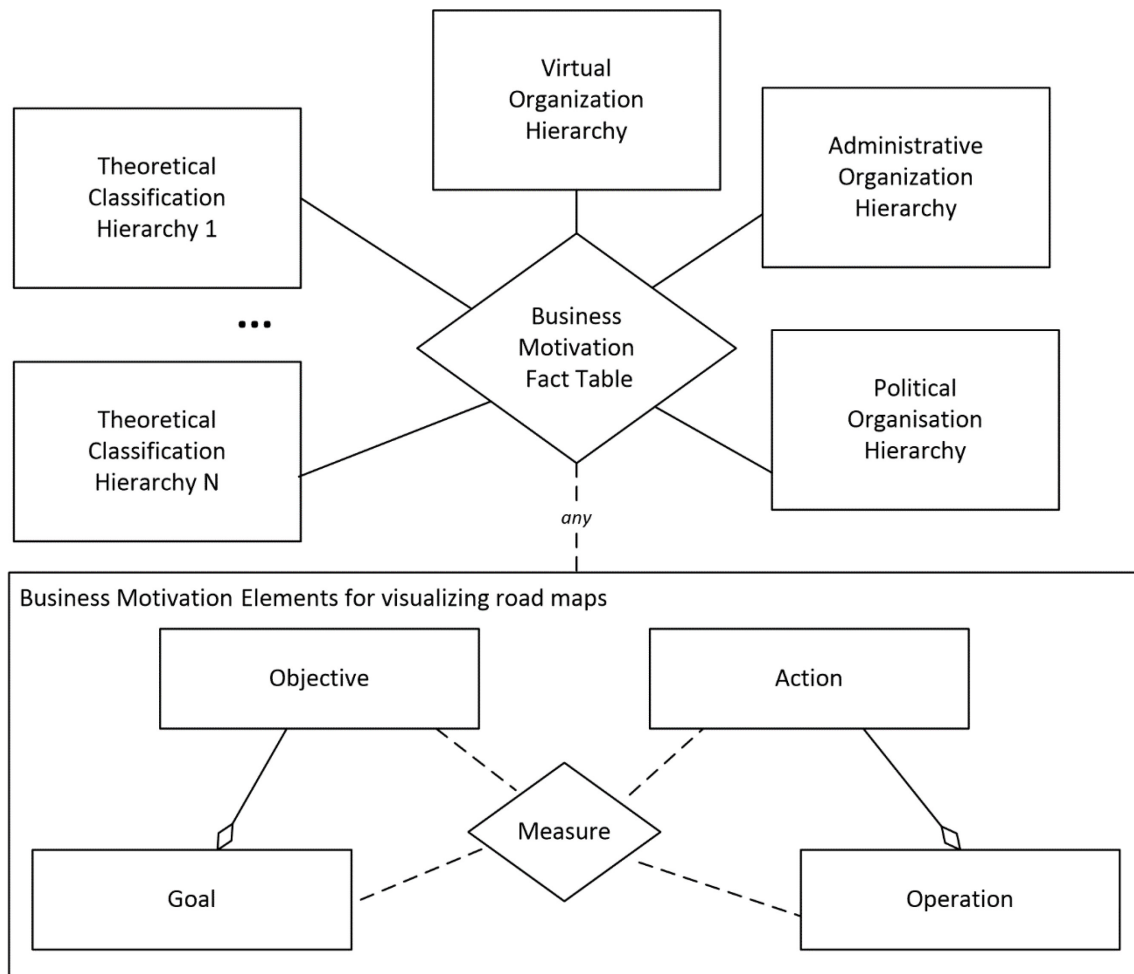 Virtual
Organization
Hierarchy
Theoretical
Classification
Hierarchy 1
Administrative
Organization
Hierarchy
...
Business
Motivation
Fact Table
Theoretical
Classification
Hierarchy N
Political
Organisation
Hierarchy
any
Business Motivation Elements for visualizing road maps
Objective
Action
Measure
Goal
Operation